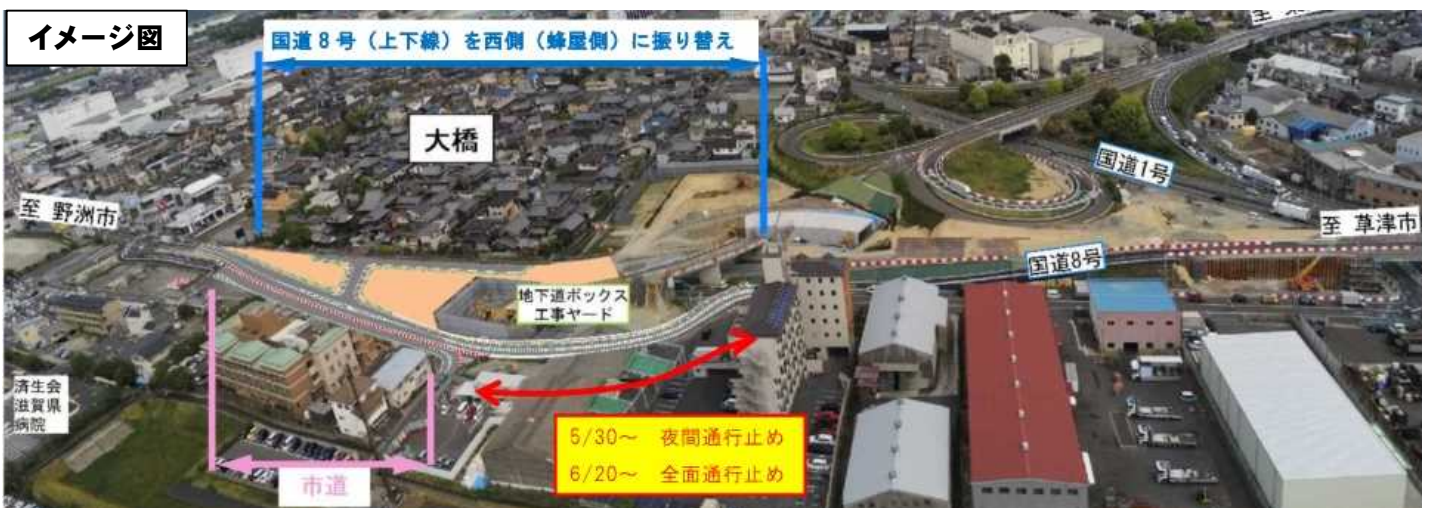 イメージ図
国道8号（上下線）を西側（蜂屋側）に振り替え
大橋
国道1号
至 野洲市
至 草津市
国道8号
地下道ボックス
工事ヤード
済生会
滋賀県
病院
5/30～ 夜間通行止め
6/20～ 全面通行止め
市道